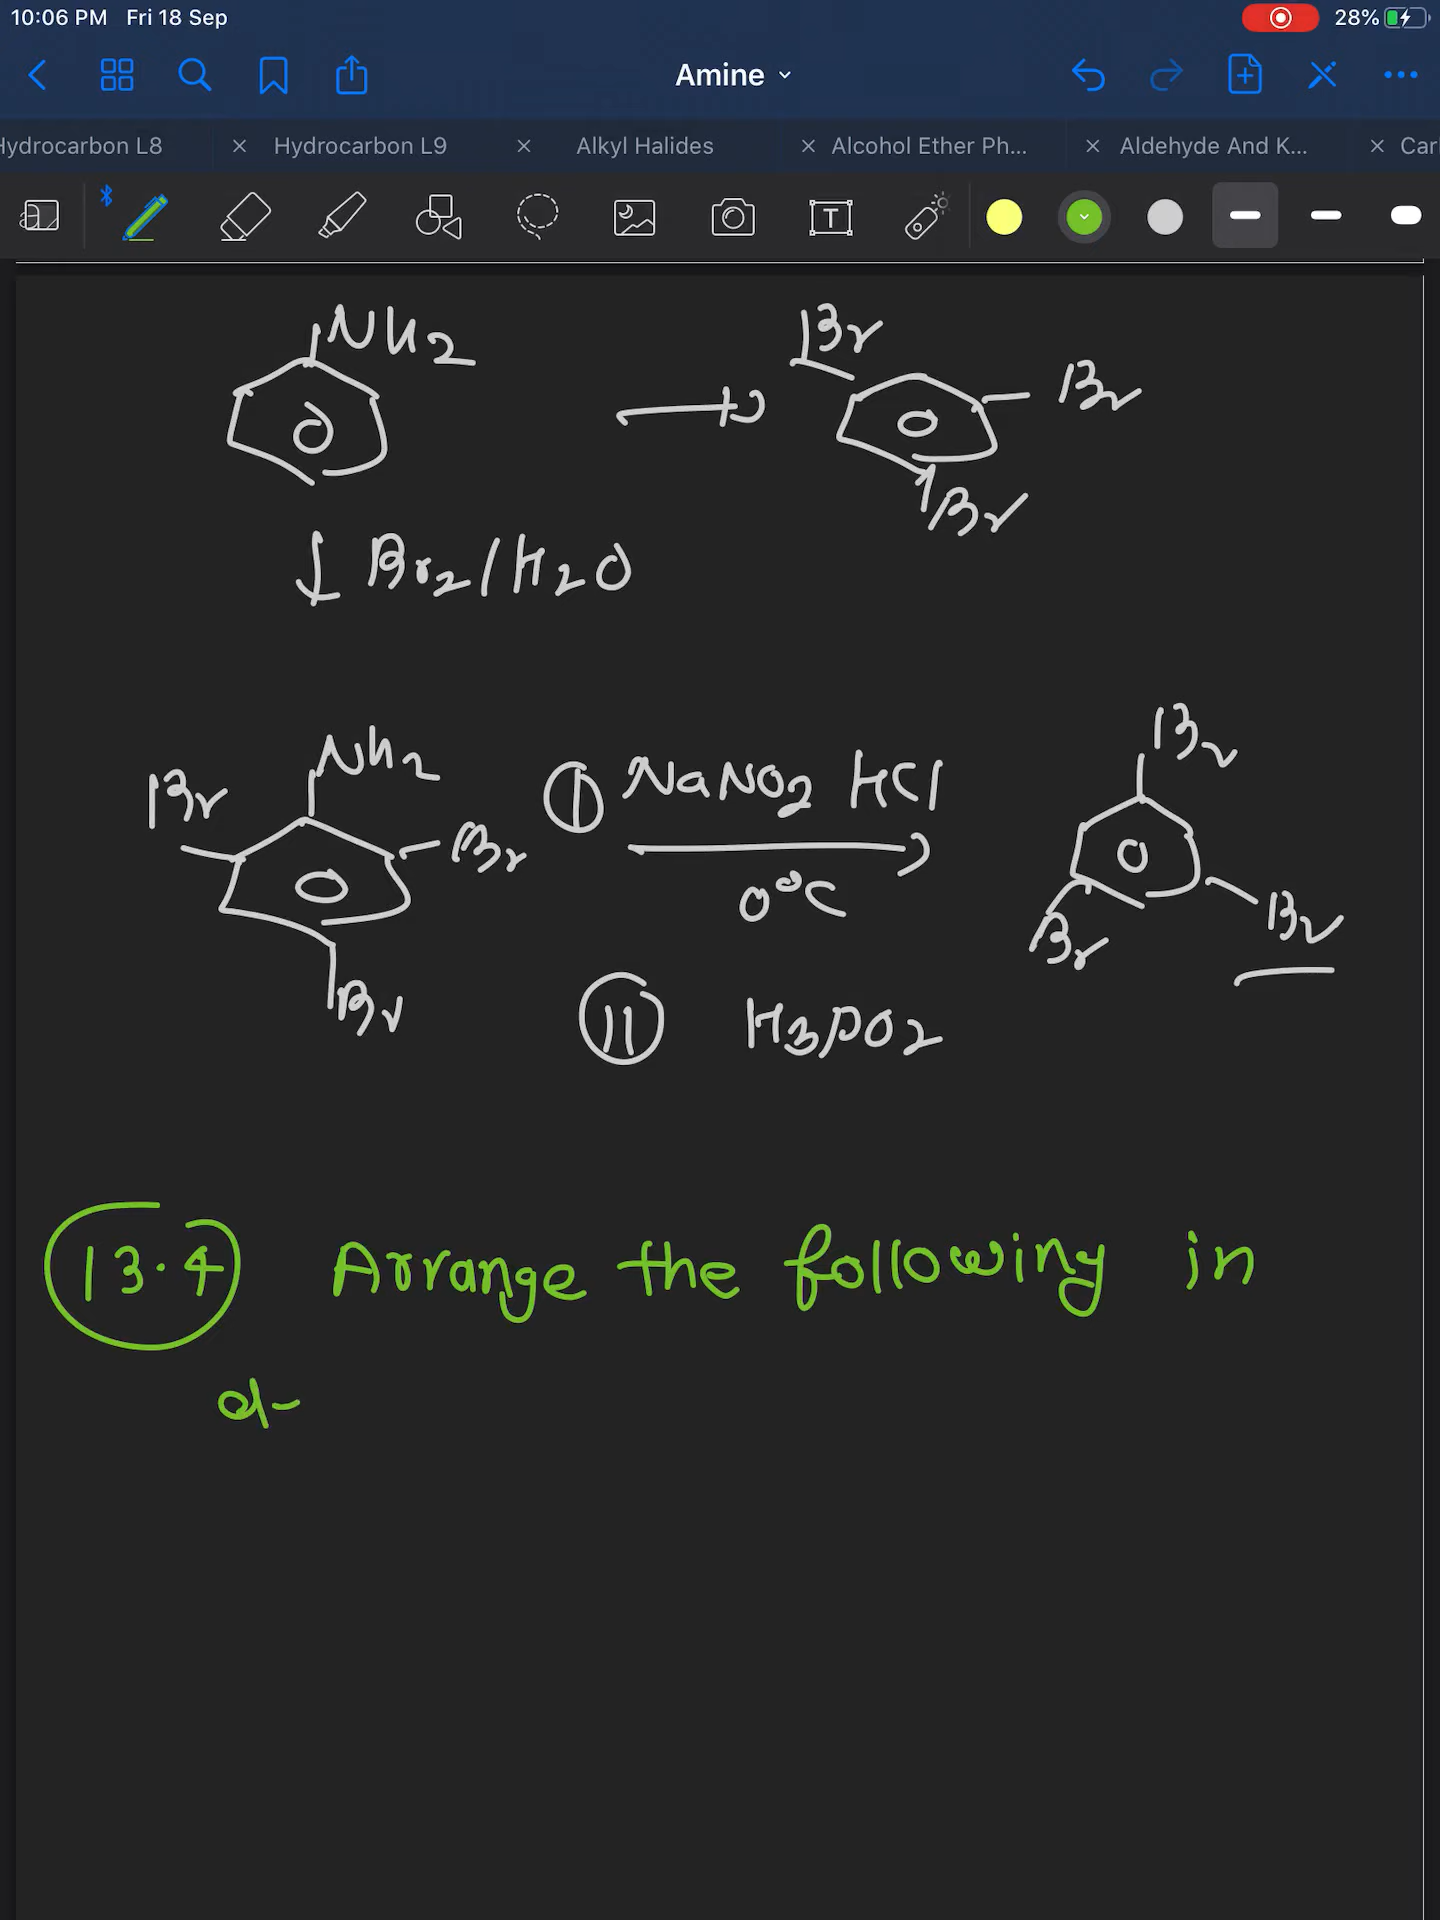 10:06 PM Fri 18 Sep 28%
Amine
Hydrocarbon L8 Hydrocarbon L9 Alkyl Halides Alcohol Ether Ph... Aldehyde And K... Car
T
NH2 Br
Br
Br
Br2/H2O
NH2 Br
Br I NaNO2 HCl
Br
0°C Br
Br Br
II H3PO2
13.4 Arrange the following in